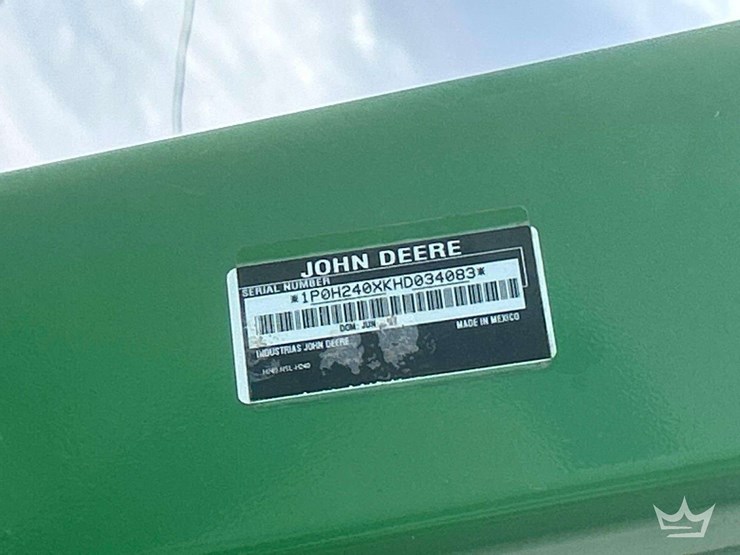 JOHN DEERE
SERIAL NUMBER
*1P0H240XKHD034083*
DOM: JUN
MADE IN MEXICO
INDUSTRIAS JOHN DEERE